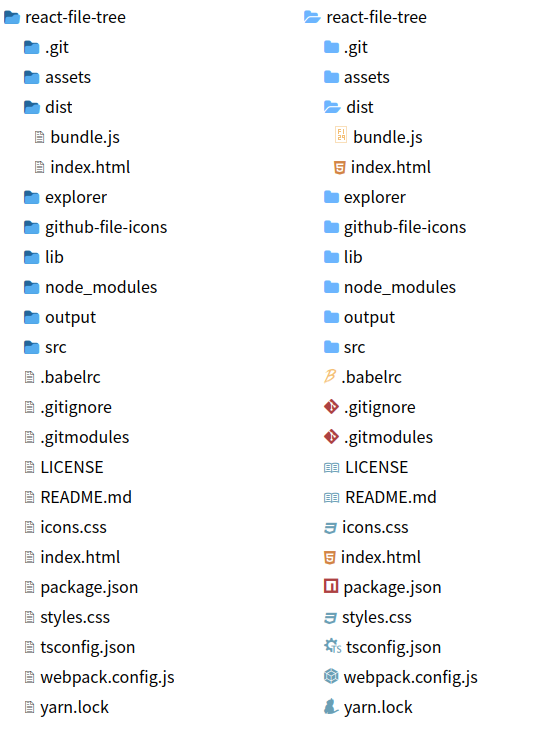 react-file-tree
.git
assets
dist
bundle.js
index.html
explorer
github-file-icons
lib
node_modules
output
src
.babelrc
.gitignore
.gitmodules
LICENSE
README.md
icons.css
index.html
package.json
styles.css
tsconfig.json
webpack.config.js
yarn.lock
react-file-tree
.git
assets
dist
bundle.js
index.html
explorer
github-file-icons
lib
node_modules
output
src
.babelrc
.gitignore
.gitmodules
LICENSE
README.md
icons.css
index.html
package.json
styles.css
tsconfig.json
webpack.config.js
yarn.lock